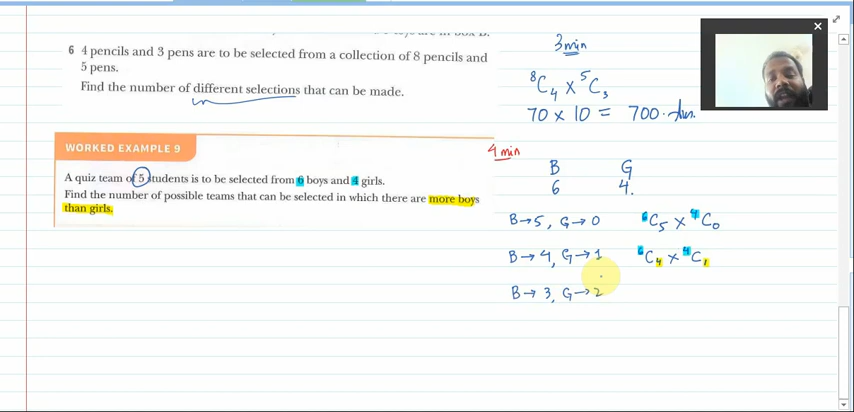 6 4 pencils and 3 pens are to be selected from a collection of 8 pencils and
5 pens.
Find the number of different selections that can be made.
3 min
⁸C₄ × ⁵C₃
70 × 10 = 700.
WORKED EXAMPLE 9
A quiz team of 5 students is to be selected from 6 boys and 4 girls.
Find the number of possible teams that can be selected in which there are more boys
than girls.
4 min
B G
6 4.
B→5, G→0 ⁶C₅ × ⁴C₀
B→4, G→1 ⁶C₄ × ⁴C₁
B→3, G→2